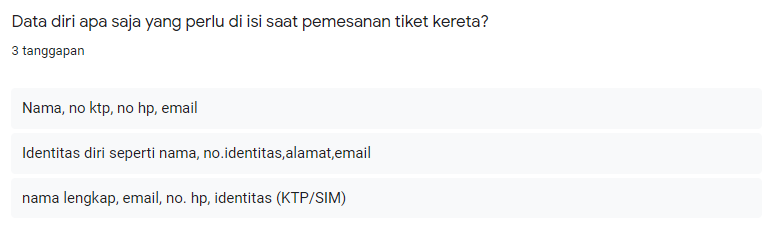 Data diri apa saja yang perlu di isi saat pemesanan tiket kereta?
3 tanggapan
Nama, no ktp, no hp, email
Identitas diri seperti nama, no.identitas,alamat,email
nama lengkap, email, no. hp, identitas (KTP/SIM)